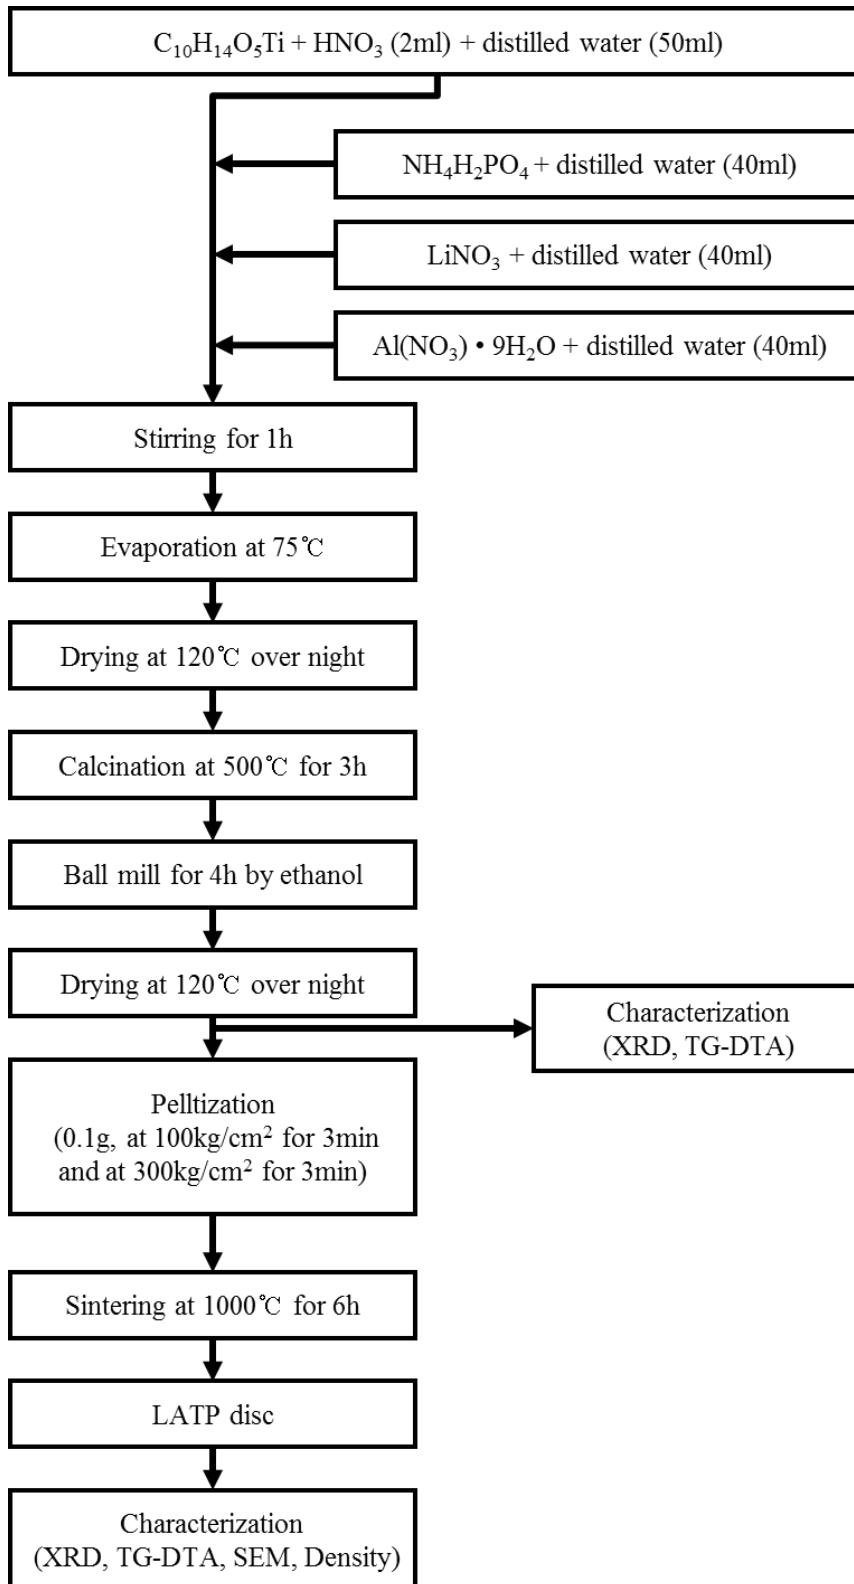 C₁₀H₁₄O₅Ti + HNO₃ (2ml) + distilled water (50ml)
NH₄H₂PO₄ + distilled water (40ml)
LiNO₃ + distilled water (40ml)
Al(NO₃) • 9H₂O + distilled water (40ml)
Stirring for 1h
Evaporation at 75℃
Drying at 120℃ over night
Calcination at 500℃ for 3h
Ball mill for 4h by ethanol
Drying at 120℃ over night
Characterization
(XRD, TG-DTA)
Pelltization
(0.1g, at 100kg/cm² for 3min
and at 300kg/cm² for 3min)
Sintering at 1000℃ for 6h
LATP disc
Characterization
(XRD, TG-DTA, SEM, Density)